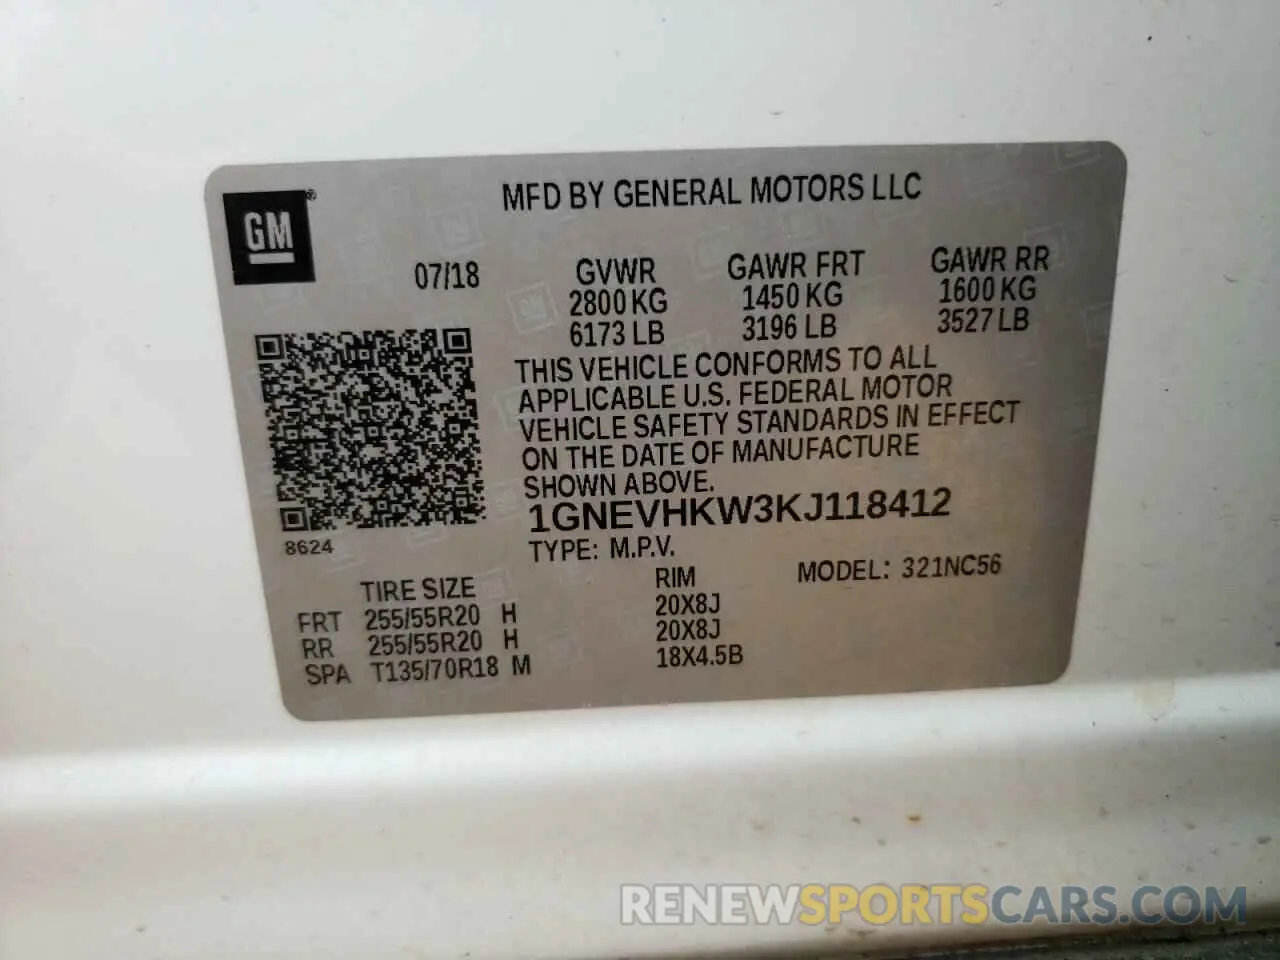 GM®
MFD BY GENERAL MOTORS LLC
07/18
GVWR GAWR FRT GAWR RR
2800 KG 1450 KG 1600 KG
6173 LB 3196 LB 3527 LB
THIS VEHICLE CONFORMS TO ALL
APPLICABLE U.S. FEDERAL MOTOR
VEHICLE SAFETY STANDARDS IN EFFECT
ON THE DATE OF MANUFACTURE
SHOWN ABOVE.
1GNEVHKW3KJ118412
8624
TYPE: M.P.V. MODEL: 321NC56
TIRE SIZE RIM
FRT 255/55R20 H 20X8J
RR 255/55R20 H 20X8J
SPA T135/70R18 M 18X4.5B
RENEWSPORTSCARS.COM